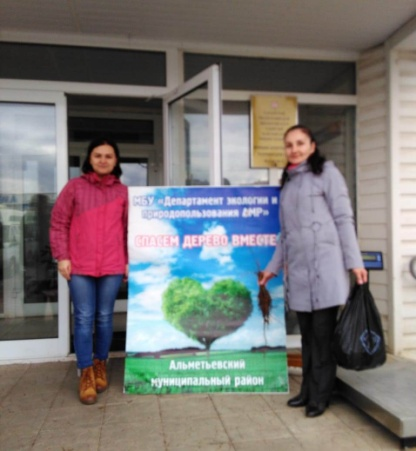 МБУ «Департамент экологии и
природопользования АМР»
СПАСЕМ ДЕРЕВО ВМЕСТЕ
Альметьевский
муниципальный район